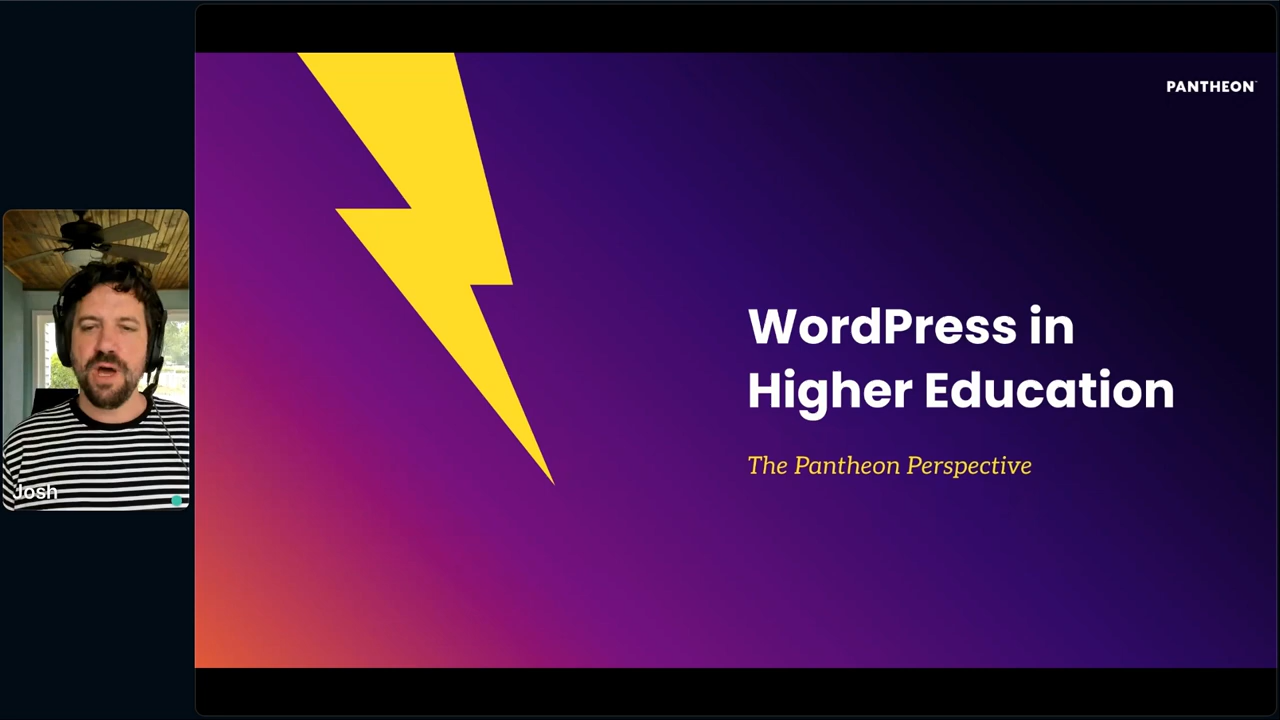 PANTHEON
WordPress in
Higher Education
The Pantheon Perspective
Josh